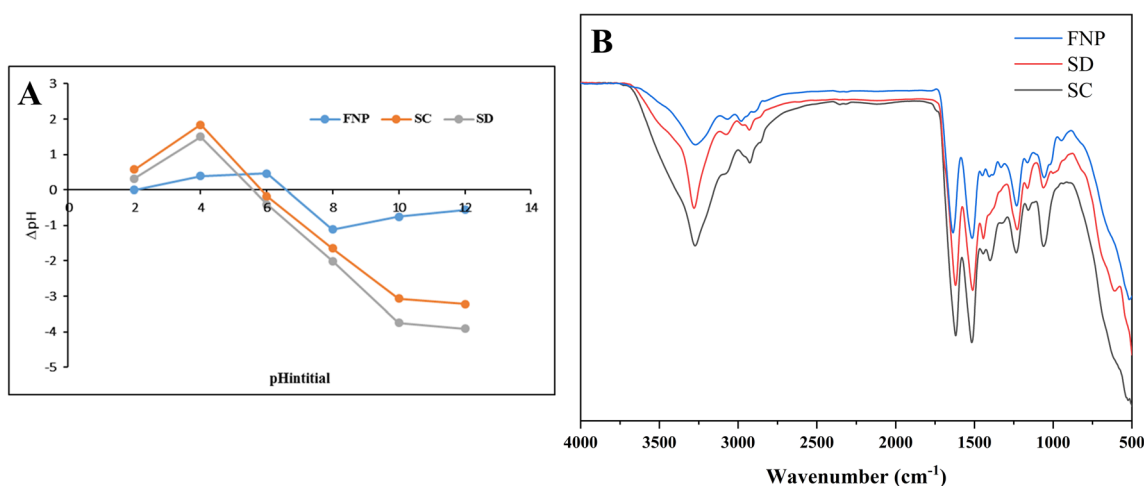 A
3
2
1
0
-1
-2
-3
-4
-5
FNP SC SD
0 2 4 6 8 10 12 14
ΔpH
pHintitial
B
FNP
SD
SC
4000 3500 3000 2500 2000 1500 1000 500
Wavenumber (cm⁻¹)